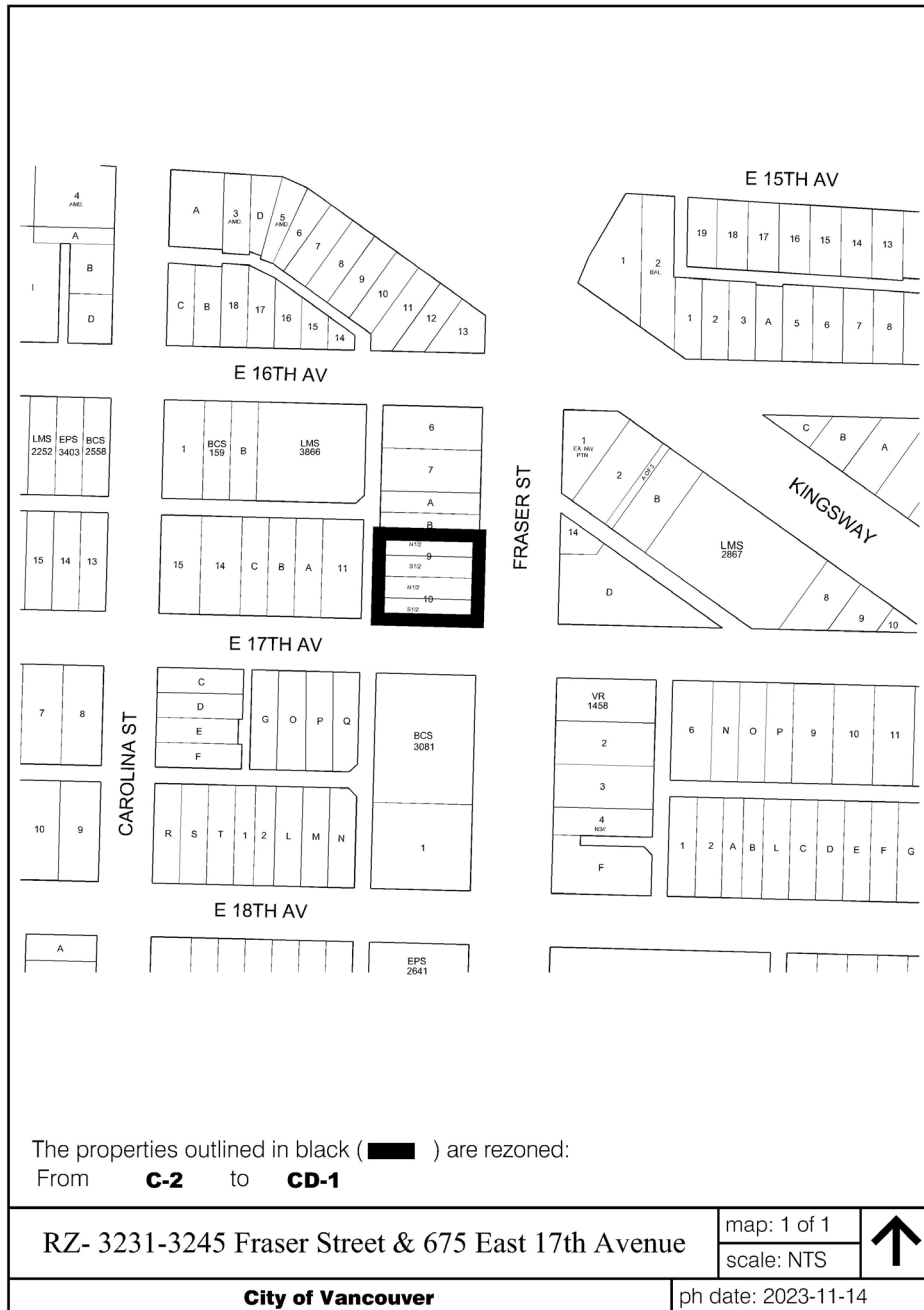 E 15TH AV
4
AMD.
A
B
D
I
A
3
AMD.
D
5
AMD.
6
7
8
9
10
11
12
13
C
B
18
17
16
15
14
1
2
BAL.
19
18
17
16
15
14
13
1
2
3
A
5
6
7
8
E 16TH AV
LMS
2252
EPS
3403
BCS
2558
1
BCS
159
B
LMS
3866
6
7
A
B
N1/2
9
S1/2
N1/2
10
S1/2
FRASER ST
1
EX. NW
PTN
2
A OF 3
B
LMS
2867
8
9
10
14
D
C
B
A
KINGSWAY
15
14
13
15
14
C
B
A
11
E 17TH AV
7
8
CAROLINA ST
C
D
E
F
G
O
P
Q
BCS
3081
1
VR
1458
2
3
4
F
6
N
O
P
9
10
11
10
9
R
S
T
1
2
L
M
N
1
2
A
B
L
C
D
E
F
G
E 18TH AV
A
EPS
2641
The properties outlined in black ( ) are rezoned:
From C-2 to CD-1
RZ- 3231-3245 Fraser Street & 675 East 17th Avenue
map: 1 of 1
scale: NTS
City of Vancouver
ph date: 2023-11-14